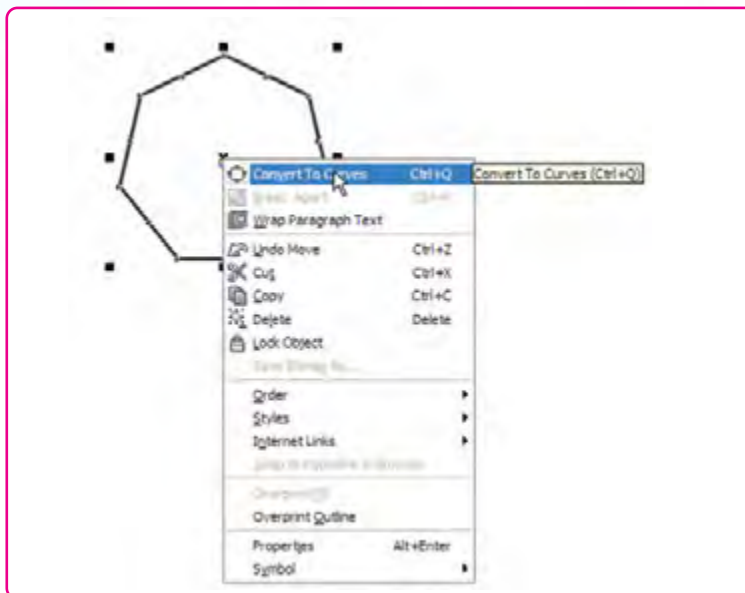 Convert To Curves Ctrl+Q
Convert To Curves (Ctrl+Q)
Wrap Paragraph Text
Undo Move Ctrl+Z
Cut Ctrl+X
Copy Ctrl+C
Delete Delete
Lock Object
Order
Styles
Internet Links
Overprint Outline
Properties Alt+Enter
Symbol